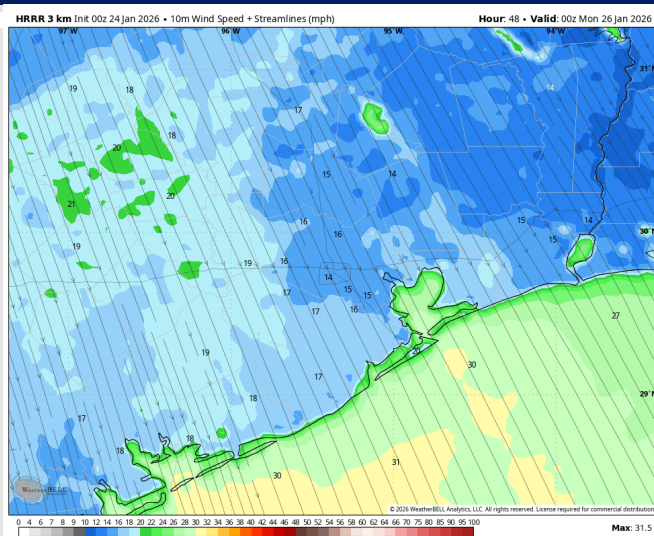 HRRR 3 km Init 00z 24 Jan 2026 • 10m Wind Speed + Streamlines (mph) Hour: 48 • Valid: 00z Mon 26 Jan 2026
97°W 96°W 95°W 94°W
31°N
19 18 14
17
18
20
15 14
20
21
16 15 14
16 15 30°N
19
19 16
14
17 15 15
17 16 27
19 20
30
17
29°N
18
17
18 18
31
30
WEATHERBELL
© 2026 WeatherBELL Analytics, LLC. All rights reserved. License required for commercial distribution
0 4 6 7 8 9 10 12 14 16 18 20 22 24 26 28 30 32 34 36 38 40 44 48 50 52 54 56 58 60 62 64 66 70 75 80 85 90 95 100
Max: 31.5